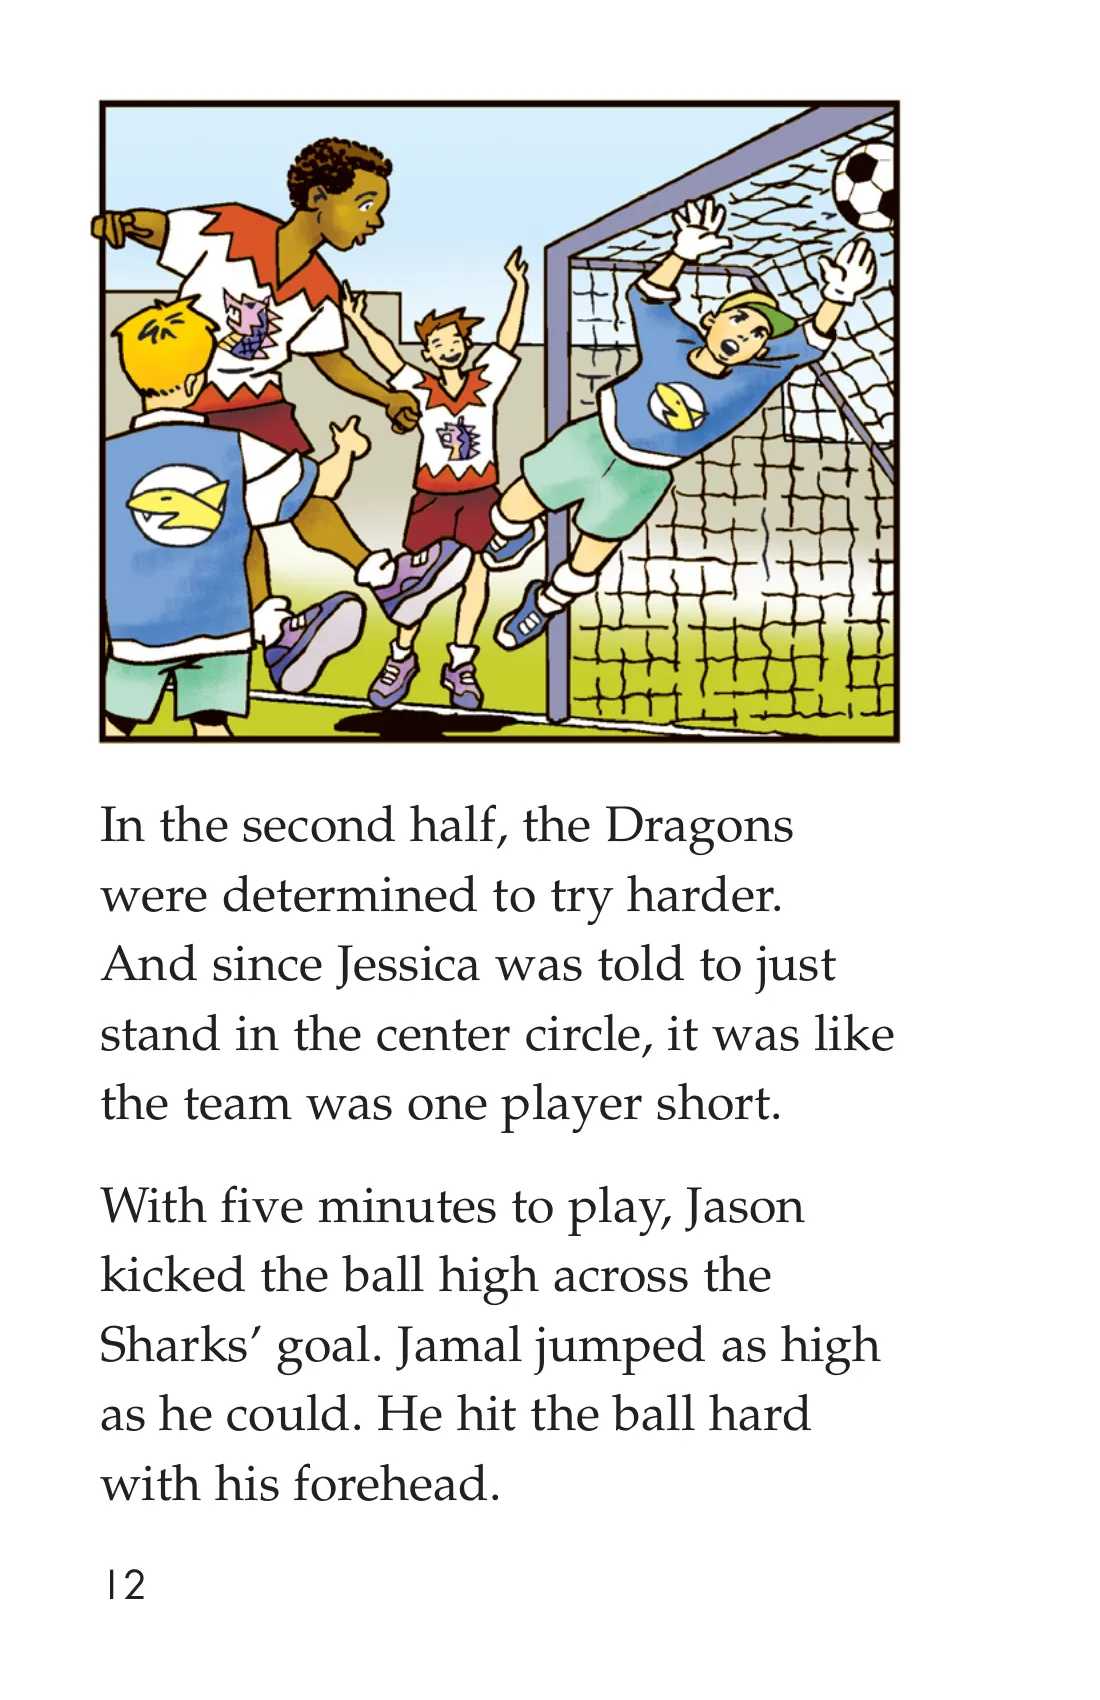 In the second half, the Dragons
were determined to try harder.
And since Jessica was told to just
stand in the center circle, it was like
the team was one player short.
With five minutes to play, Jason
kicked the ball high across the
Sharks’ goal. Jamal jumped as high
as he could. He hit the ball hard
with his forehead.
12